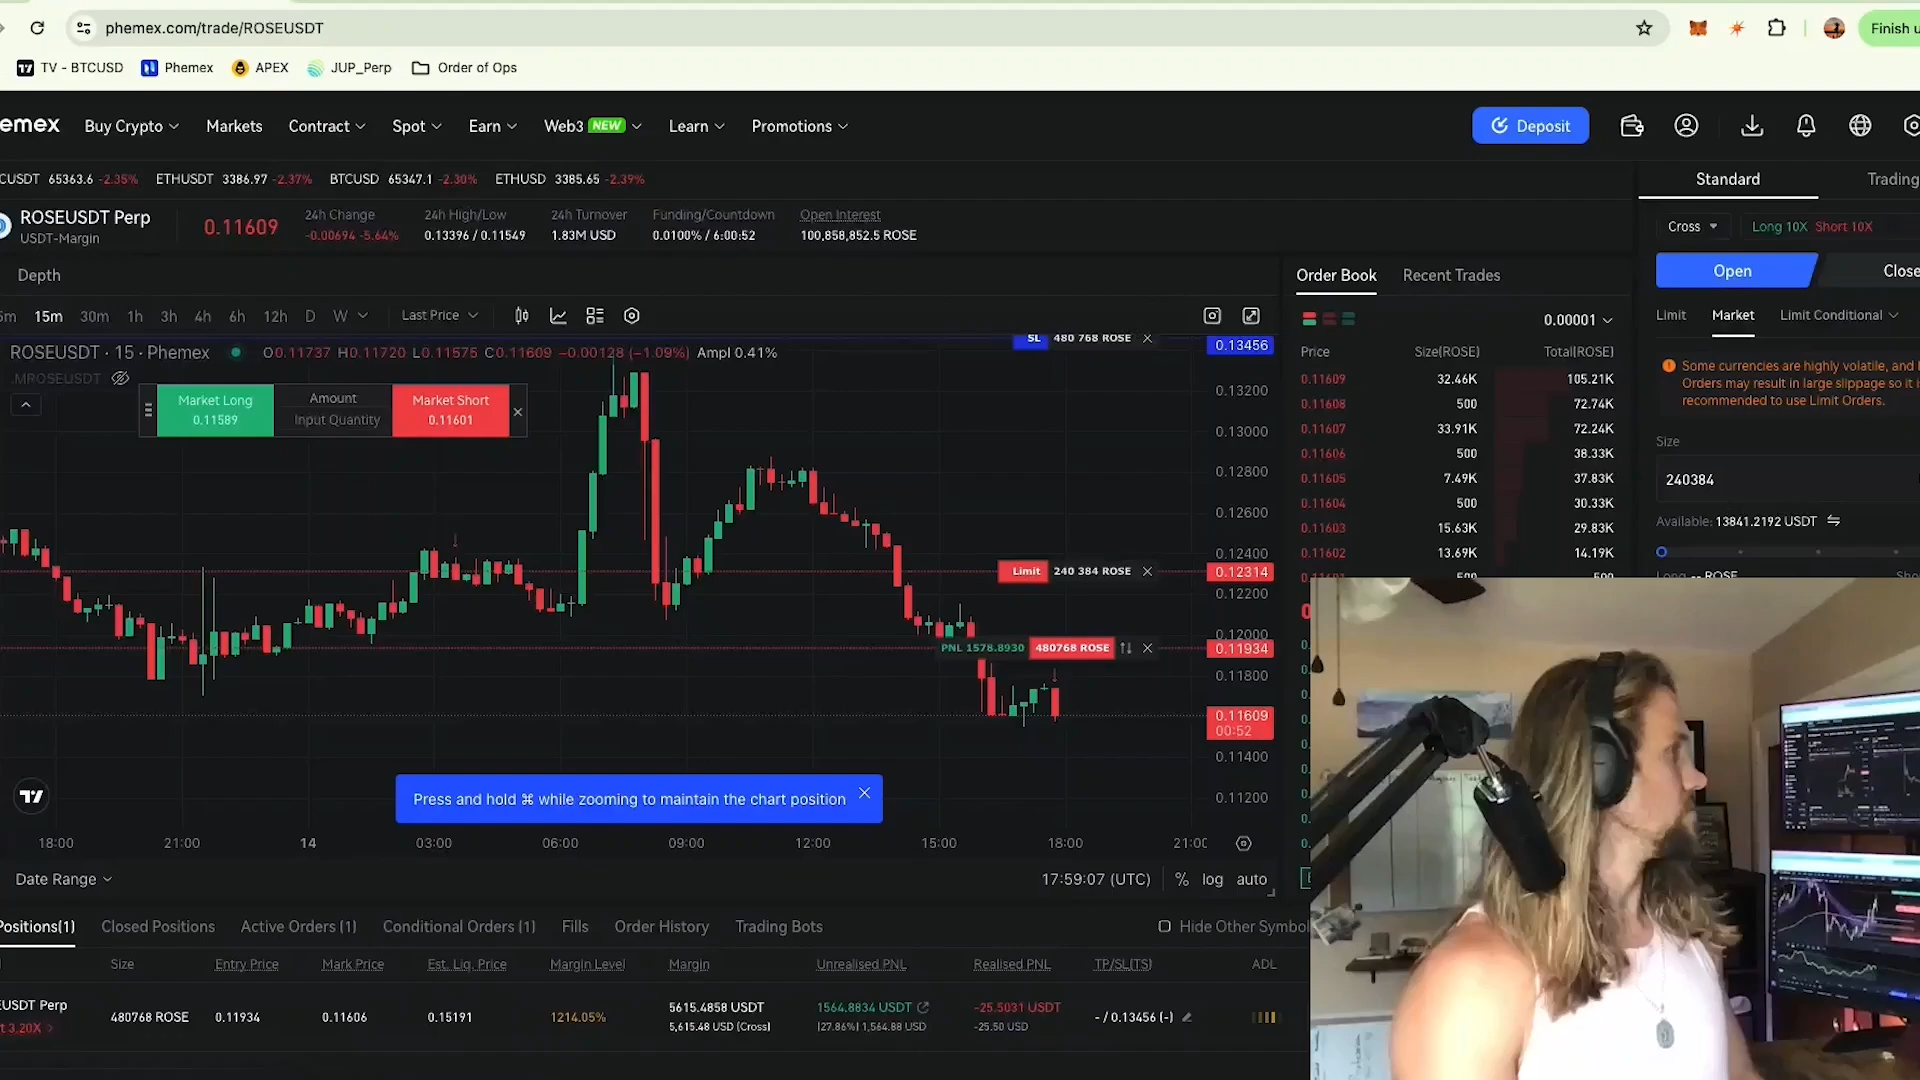 phemex.com/trade/ROSEUSDT
Finish u
TV - BTCUSD Phemex APEX JUP_Perp Order of Ops
emex Buy Crypto Markets Contract Spot Earn Web3 NEW Learn Promotions Deposit
CUSDT 65363.6 -2.35% ETHUSDT 3386.97 -2.37% BTCUSD 65347.1 -2.30% ETHUSD 3385.65 -2.39%
Standard Trading
ROSEUSDT Perp
USDT-Margin
0.11609
24h Change
-0.00694 -5.64%
24h High/Low
0.13396 / 0.11549
24h Turnover
1.83M USD
Funding/Countdown
0.0100% / 6:00:52
Open Interest
100,858,852.5 ROSE
Cross Long 10X Short 10X
Open Close
Depth
Order Book Recent Trades
5m 15m 30m 1h 3h 4h 6h 12h D W Last Price
0.00001
Limit Market Limit Conditional
ROSEUSDT · 15 · Phemex O0.11737 H0.11720 L0.11575 C0.11609 −0.00128 (−1.09%) Ampl 0.41%
.MROSEUSDT
SL 480 768 ROSE
0.13456
Market Long
0.11589
Amount
Input Quantity
Market Short
0.11601
0.13200
0.13000
0.12800
0.12600
0.12400
Limit 240 384 ROSE 0.12314
0.12200
0.12000
PNL 1578.8930 480768 ROSE 0.11934
0.11800
0.11609
00:52
0.11400
0.11200
Press and hold ⌘ while zooming to maintain the chart position
18:00 21:00 14 03:00 06:00 09:00 12:00 15:00 18:00 21:00
Date Range
17:59:07 (UTC) % log auto
Price Size(ROSE) Total(ROSE)
0.11609 32.46K 105.21K
0.11608 500 72.74K
0.11607 33.91K 72.24K
0.11606 500 38.33K
0.11605 7.49K 37.83K
0.11604 500 30.33K
0.11603 15.63K 29.83K
0.11602 13.69K 14.19K
Some currencies are highly volatile, and
Orders may result in large slippage so it i
recommended to use Limit Orders.
Size
240384
Available: 13841.2192 USDT
Long -- ROSE Sho
Positions(1) Closed Positions Active Orders (1) Conditional Orders (1) Fills Order History Trading Bots Hide Other Symbol
Size Entry Price Mark Price Est. Liq. Price Margin Level Margin Unrealised PNL Realised PNL TP/SL(TS) ADL
EUSDT Perp
t 3.20X
480768 ROSE 0.11934 0.11606 0.15191 1214.05%
5615.4858 USDT
5,615.48 USD (Cross)
1564.8834 USDT
(27.86%) 1,564.88 USD
-25.5031 USDT
-25.50 USD
- / 0.13456 (-)